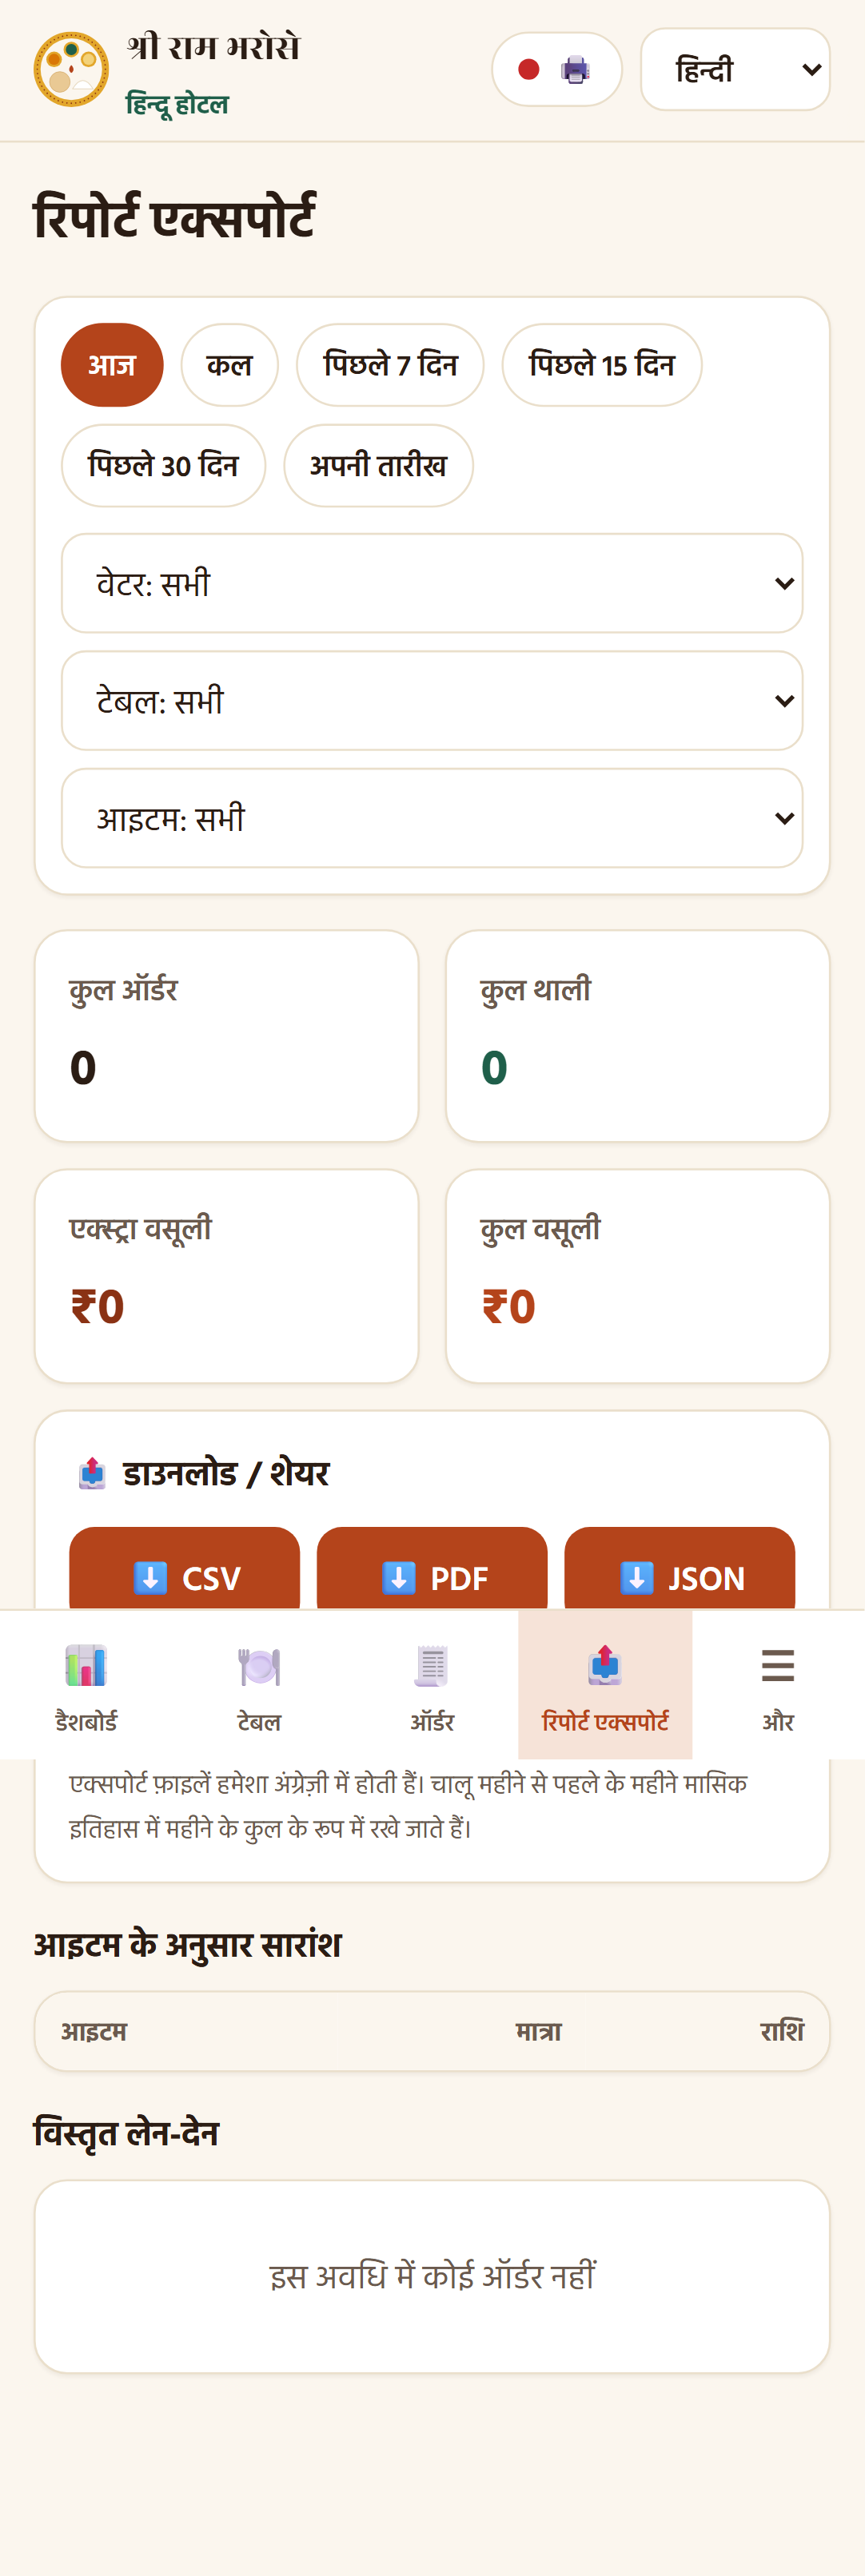 श्री राम भरोसे
हिन्दू होटल
हिन्दी
रिपोर्ट एक्सपोर्ट
आज
कल
पिछले 7 दिन
पिछले 15 दिन
पिछले 30 दिन
अपनी तारीख
वेटर: सभी
टेबल: सभी
आइटम: सभी
कुल ऑर्डर
0
कुल थाली
0
एक्स्ट्रा वसूली
₹0
कुल वसूली
₹0
डाउनलोड / शेयर
CSV
PDF
JSON
डैशबोर्ड
टेबल
ऑर्डर
रिपोर्ट एक्सपोर्ट
और
एक्सपोर्ट फ़ाइलें हमेशा अंग्रेज़ी में होती हैं। चालू महीने से पहले के महीने मासिक
इतिहास में महीने के कुल के रूप में रखे जाते हैं।
आइटम के अनुसार सारांश
आइटम मात्रा राशि
विस्तृत लेन-देन
इस अवधि में कोई ऑर्डर नहीं